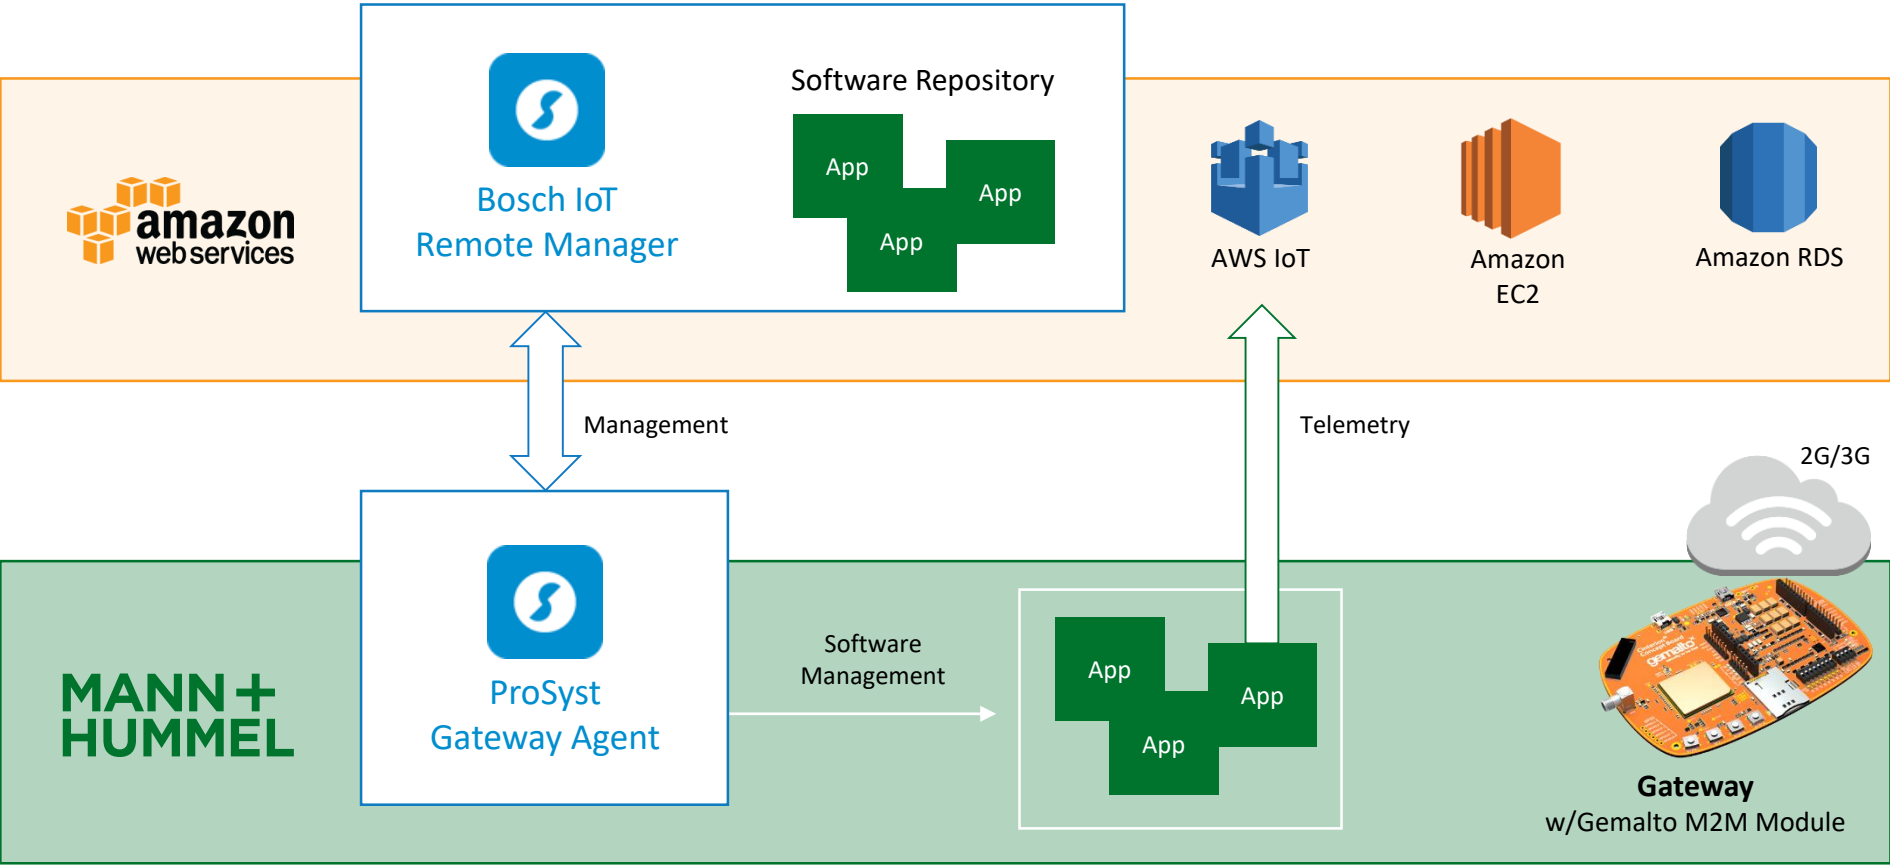 Software Repository
App
App
App
amazon
web services
Bosch IoT
Remote Manager
AWS IoT
Amazon
EC2
Amazon RDS
Management
Telemetry
2G/3G
MANN+
HUMMEL
ProSyst
Gateway Agent
Software
Management
App
App
App
gemalto
Gateway
w/Gemalto M2M Module